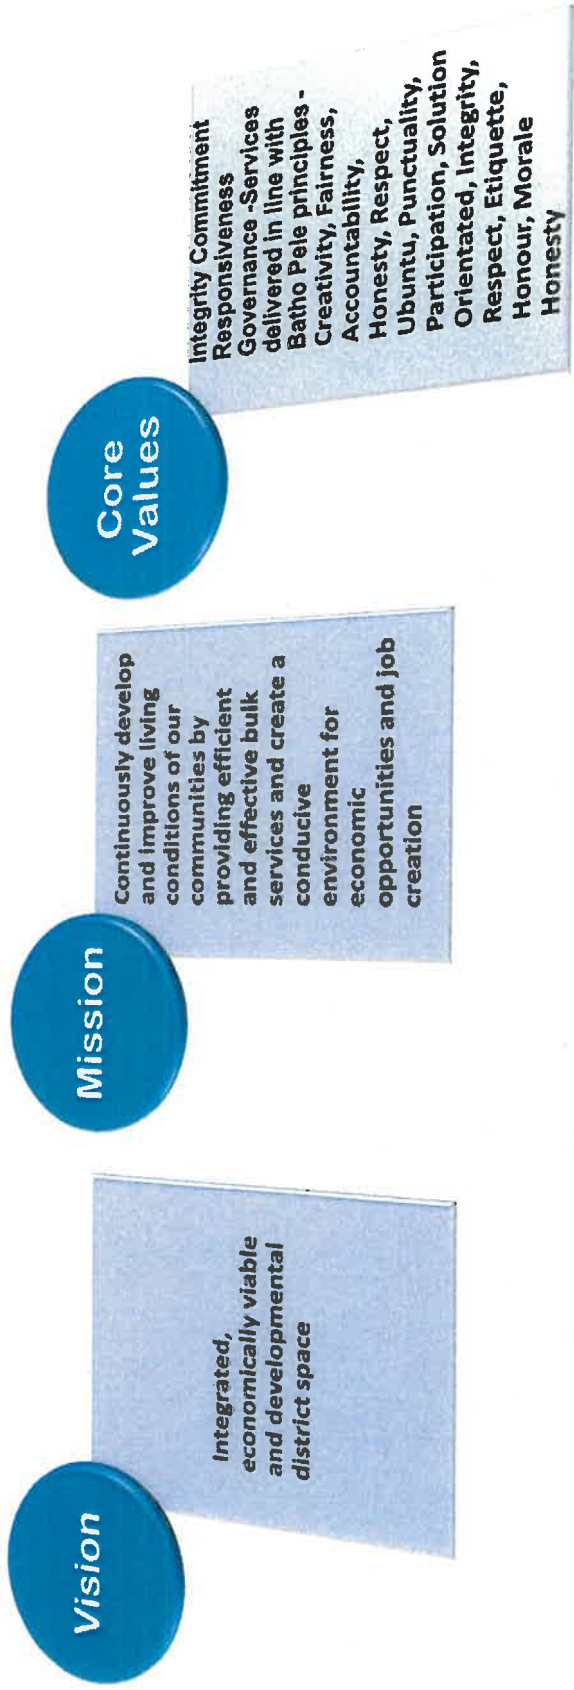 Vision
Integrated,
economically viable
and developmental
district space
Mission
Continuously develop
and improve living
conditions of our
communities by
providing efficient
and effective bulk
services and create a
conducive
environment for
economic
opportunities and job
creation
Core
Values
Integrity Commitment
Responsiveness
Governance -Services
delivered in line with
Batho Pele principles -
Creativity, Fairness,
Accountability,
Honesty, Respect,
Ubuntu, Punctuality,
Participation, Solution
Orientated, Integrity,
Respect, Etiquette,
Honour, Morale
Honesty